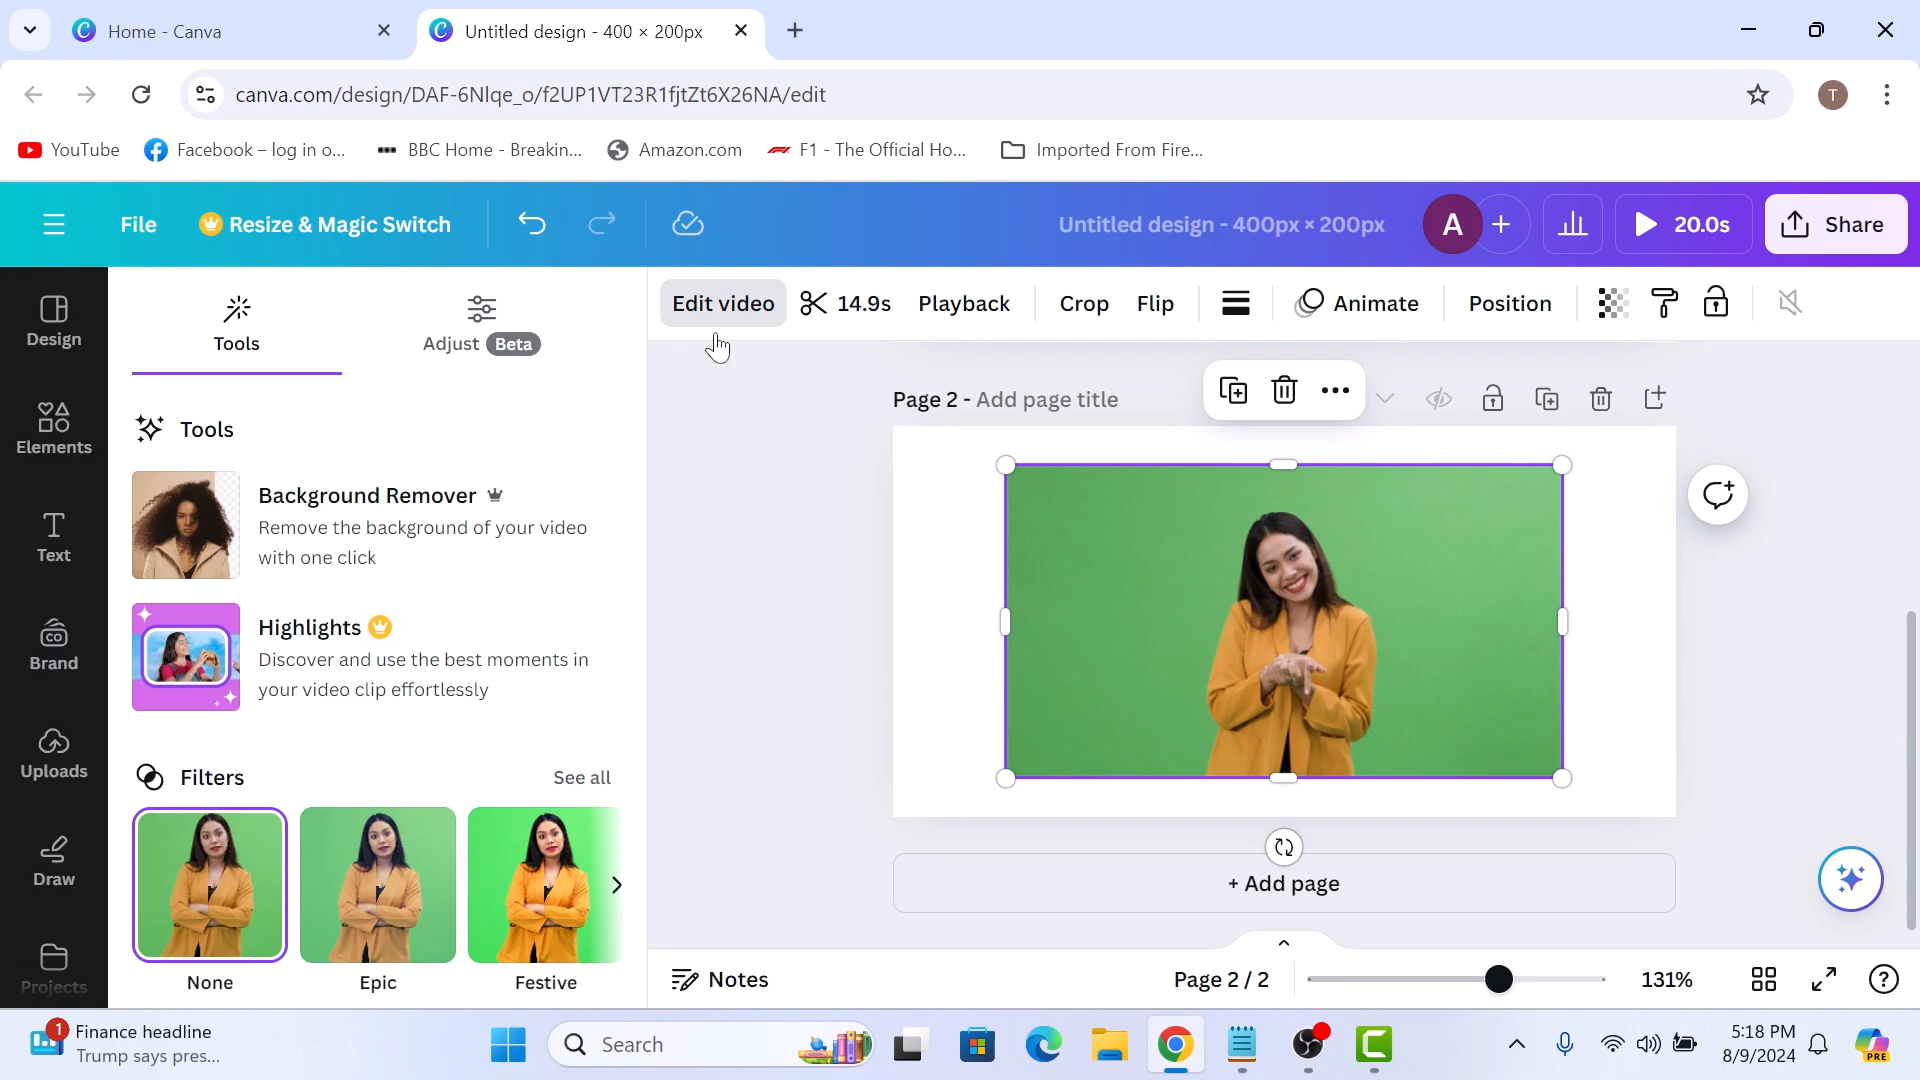 Home - Canva
Untitled design - 400 × 200px
canva.com/design/DAF-6NIqe_o/f2UP1VT23R1fjtZt6X26NA/edit
T
YouTube
Facebook – log in o...
BBC Home - Breakin...
Amazon.com
F1 - The Official Ho...
Imported From Fire...
File
Resize & Magic Switch
Untitled design - 400px × 200px
A
20.0s
Share
Design
Elements
Text
Brand
Uploads
Draw
Projects
Tools
Adjust Beta
Tools
Background Remover
Remove the background of your video
with one click
Highlights
Discover and use the best moments in
your video clip effortlessly
Filters
See all
None
Epic
Festive
Edit video
14.9s
Playback
Crop
Flip
Animate
Position
Page 2 - Add page title
+ Add page
Notes
Page 2 / 2
131%
1
Finance headline
Trump says pres...
Search
5:18 PM
8/9/2024
PRE